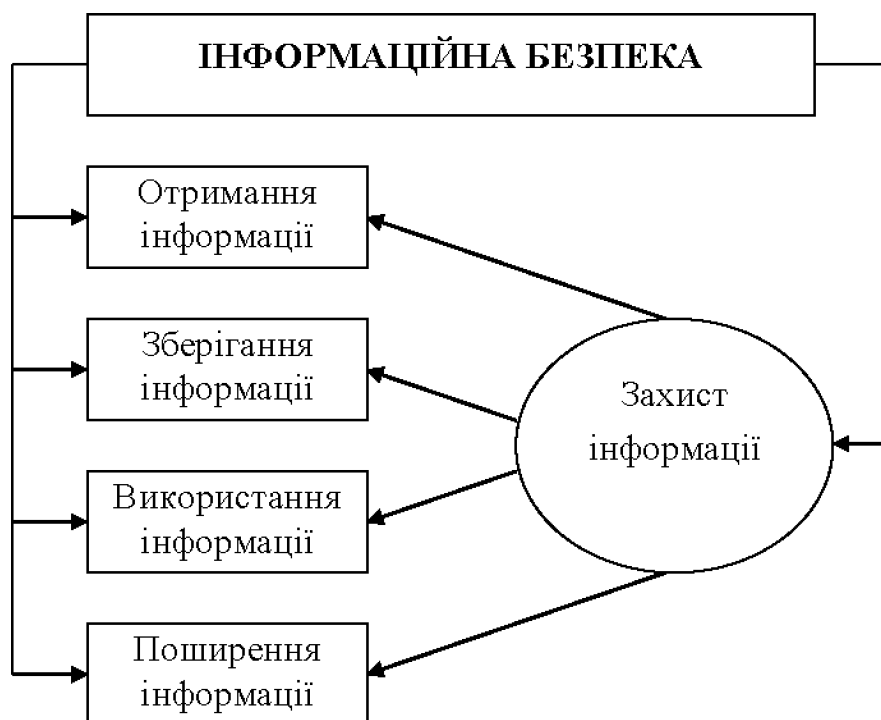 ІНФОРМАЦІЙНА БЕЗПЕКА
Отримання
інформації
Зберігання
інформації
Використання
інформації
Поширення
інформації
Захист
інформації